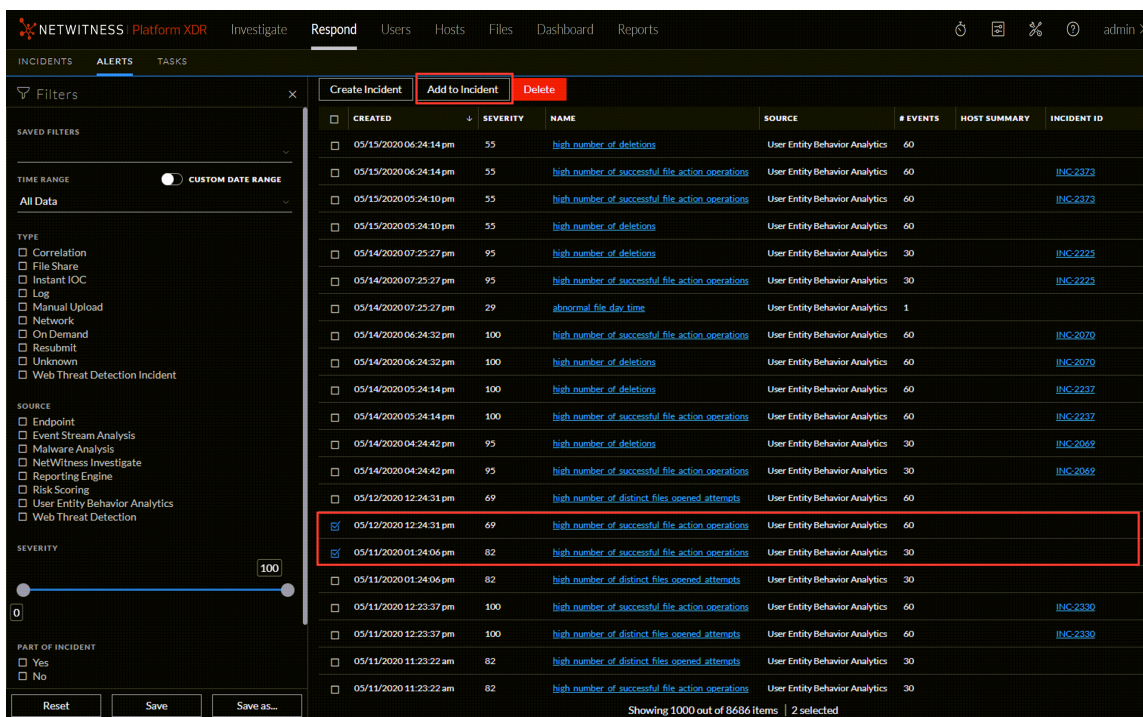 NETWITNESS Platform XDR Investigate Respond Users Hosts Files Dashboard Reports admin
INCIDENTS ALERTS TASKS
Filters
SAVED FILTERS
TIME RANGE CUSTOM DATE RANGE
All Data
TYPE
Correlation
File Share
Instant IOC
Log
Manual Upload
Network
On Demand
Resubmit
Unknown
Web Threat Detection Incident
SOURCE
Endpoint
Event Stream Analysis
Malware Analysis
NetWitness Investigate
Reporting Engine
Risk Scoring
User Entity Behavior Analytics
Web Threat Detection
SEVERITY
100
0
PART OF INCIDENT
Yes
No
Reset Save Save as...
Create Incident Add to Incident Delete
CREATED SEVERITY NAME SOURCE # EVENTS HOST SUMMARY INCIDENT ID
05/15/2020 06:24:14 pm 55 high number of deletions User Entity Behavior Analytics 60
05/15/2020 06:24:14 pm 55 high number of successful file action operations User Entity Behavior Analytics 60 INC-2373
05/15/2020 05:24:10 pm 55 high number of successful file action operations User Entity Behavior Analytics 60 INC-2373
05/15/2020 05:24:10 pm 55 high number of deletions User Entity Behavior Analytics 60
05/14/2020 07:25:27 pm 95 high number of deletions User Entity Behavior Analytics 30 INC-2225
05/14/2020 07:25:27 pm 95 high number of successful file action operations User Entity Behavior Analytics 30 INC-2225
05/14/2020 07:25:27 pm 29 abnormal file day time User Entity Behavior Analytics 1
05/14/2020 06:24:32 pm 100 high number of successful file action operations User Entity Behavior Analytics 60 INC-2070
05/14/2020 06:24:32 pm 100 high number of deletions User Entity Behavior Analytics 60 INC-2070
05/14/2020 05:24:14 pm 100 high number of deletions User Entity Behavior Analytics 60 INC-2237
05/14/2020 05:24:14 pm 100 high number of successful file action operations User Entity Behavior Analytics 60 INC-2237
05/14/2020 04:24:42 pm 95 high number of deletions User Entity Behavior Analytics 30 INC-2069
05/14/2020 04:24:42 pm 95 high number of successful file action operations User Entity Behavior Analytics 30 INC-2069
05/12/2020 12:24:31 pm 69 high number of distinct files opened attempts User Entity Behavior Analytics 60
05/12/2020 12:24:31 pm 69 high number of successful file action operations User Entity Behavior Analytics 60
05/11/2020 01:24:06 pm 82 high number of successful file action operations User Entity Behavior Analytics 30
05/11/2020 01:24:06 pm 82 high number of distinct files opened attempts User Entity Behavior Analytics 30
05/11/2020 12:23:37 pm 100 high number of successful file action operations User Entity Behavior Analytics 60 INC-2330
05/11/2020 12:23:37 pm 100 high number of distinct files opened attempts User Entity Behavior Analytics 60 INC-2330
05/11/2020 11:23:22 am 82 high number of distinct files opened attempts User Entity Behavior Analytics 30
05/11/2020 11:23:22 am 82 high number of successful file action operations User Entity Behavior Analytics 30
Showing 1000 out of 8686 items | 2 selected